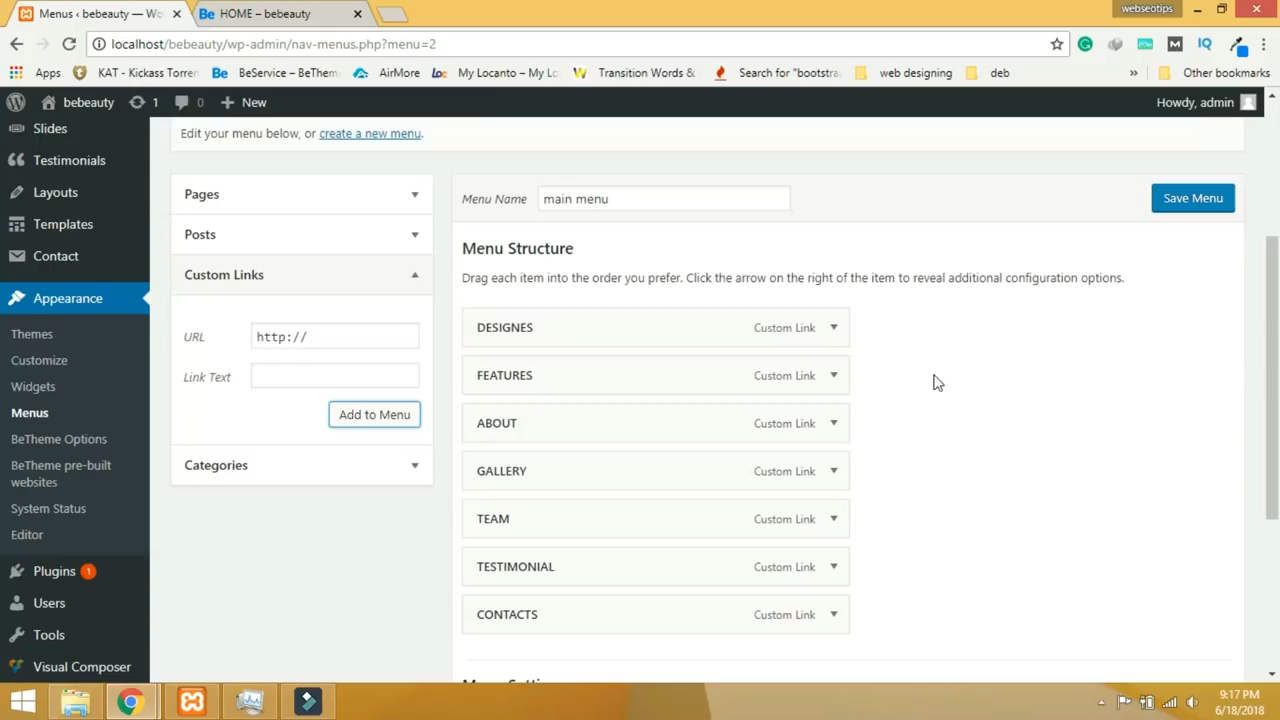 Menus ‹ bebeauty — Wo
HOME – bebeauty
webseotips
localhost/bebeauty/wp-admin/nav-menus.php?menu=2
Apps
KAT - Kickass Torren
BeService – BeThem
AirMore
My Locanto – My Lo
Transition Words &
Search for "bootstra
web designing
deb
»
Other bookmarks
bebeauty
1
0
New
Howdy, admin
Slides
Testimonials
Layouts
Templates
Contact
Appearance
Themes
Customize
Widgets
Menus
BeTheme Options
BeTheme pre-built
websites
System Status
Editor
Plugins 1
Users
Tools
Visual Composer
Edit your menu below, or create a new menu.
Pages
Posts
Custom Links
URL
http://
Link Text
Add to Menu
Categories
Menu Name
main menu
Save Menu
Menu Structure
Drag each item into the order you prefer. Click the arrow on the right of the item to reveal additional configuration options.
DESIGNES Custom Link
FEATURES Custom Link
ABOUT Custom Link
GALLERY Custom Link
TEAM Custom Link
TESTIMONIAL Custom Link
CONTACTS Custom Link
9:17 PM
6/18/2018